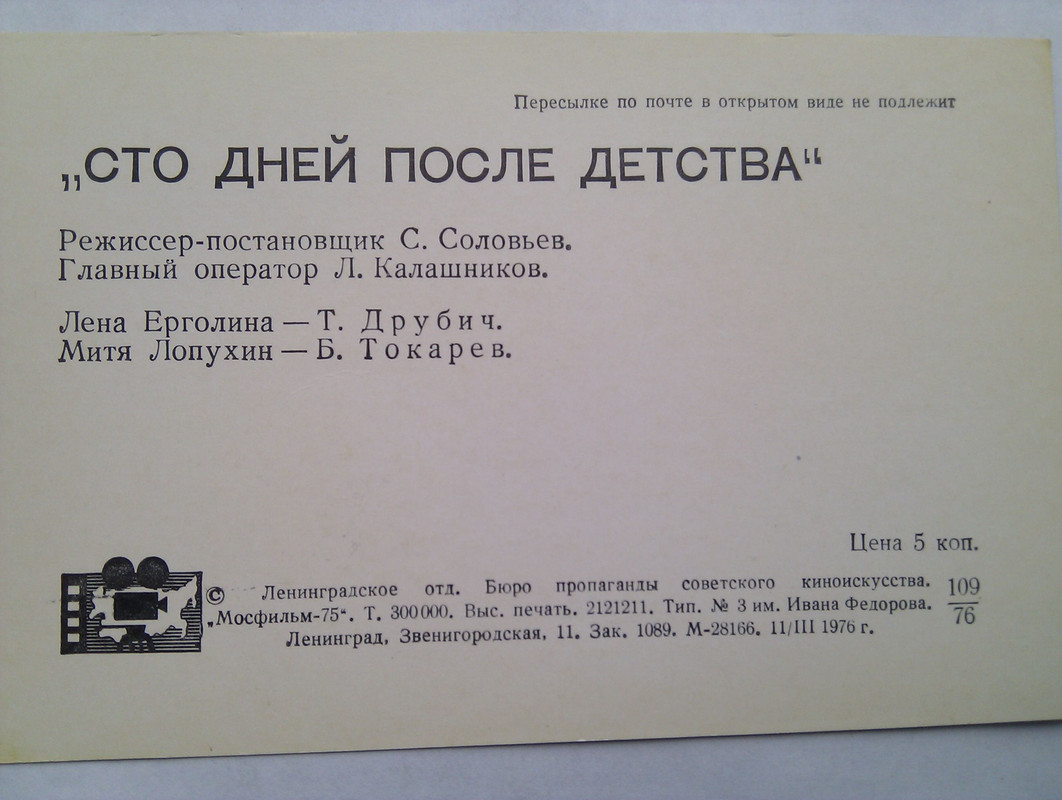 Пересылке по почте в открытом виде не подлежит
„СТО ДНЕЙ ПОСЛЕ ДЕТСТВА“
Режиссер-постановщик С. Соловьев.
Главный оператор Л. Калашников.
Лена Ерголина — Т. Друбич.
Митя Лопухин — Б. Токарев.
Цена 5 коп.
© Ленинградское отд. Бюро пропаганды советского киноискусства.
„Мосфильм-75“. Т. 300000. Выс. печать. 2121211. Тип. № 3 им. Ивана Федорова.
Ленинград, Звенигородская, 11. Зак. 1089. М-28166. 11/III 1976 г.
109
76